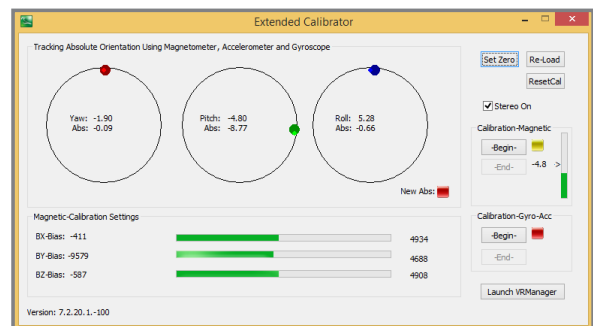 Extended Calibrator
Tracking Absolute Orientation Using Magnetometer, Accelerometer and Gyroscope
Set Zero
Re-Load
ResetCal
Stereo On
Yaw: -1.90
Abs: -0.09
Pitch: -4.80
Abs: -8.77
Roll: 5.28
Abs: -0.66
New Abs:
Calibration-Magnetic
-Begin-
-End-
-4.8 >
Magnetic-Calibration Settings
BX-Bias: -411
4934
BY-Bias: -9579
4688
BZ-Bias: -587
4908
Calibration-Gyro-Acc
-Begin-
-End-
Launch VRManager
Version: 7.2.20.1.-100